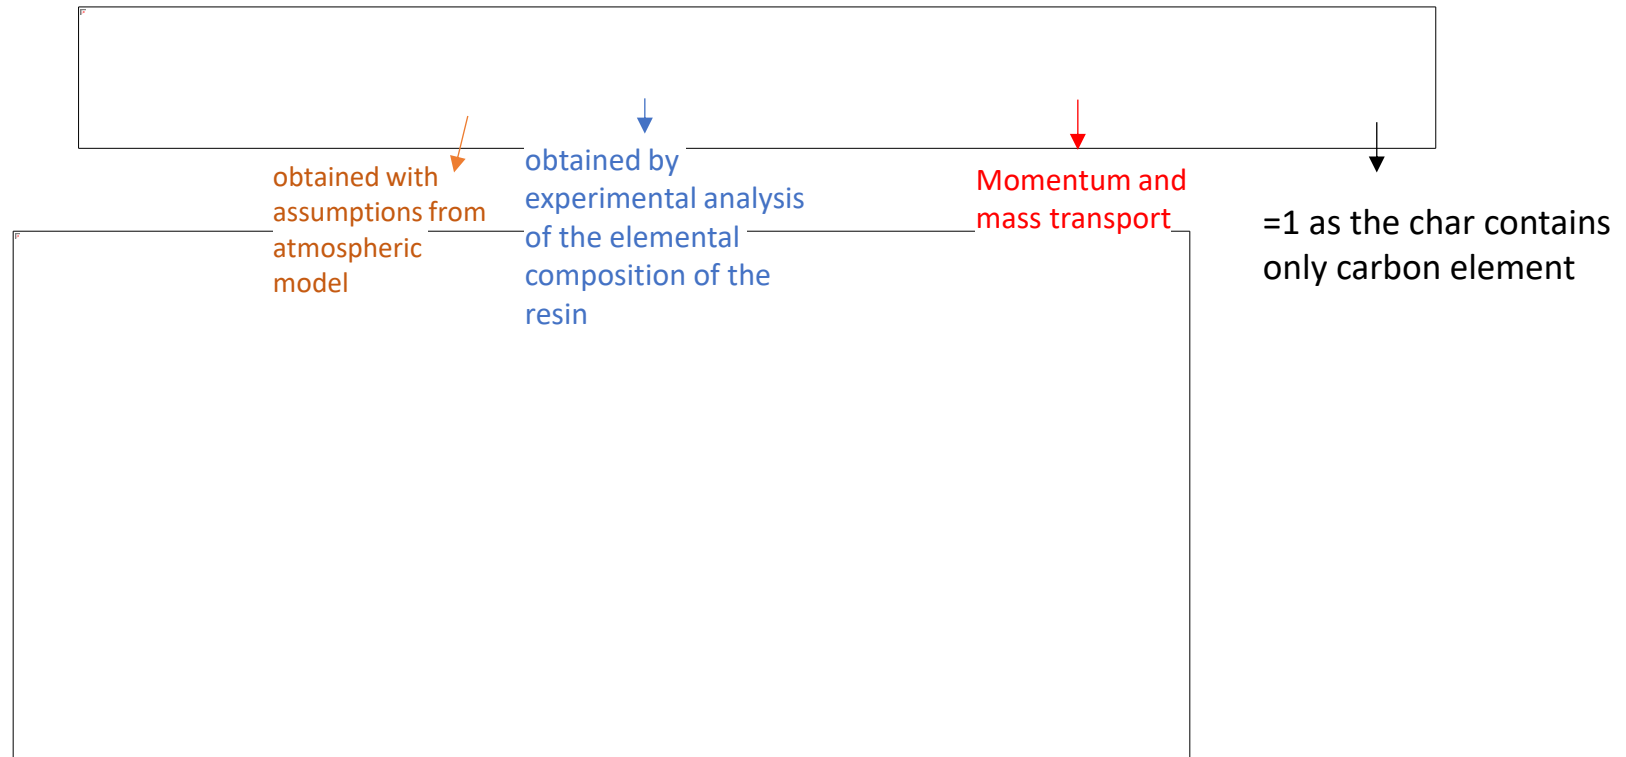 obtained with
assumptions from
atmospheric
model
obtained by
experimental analysis
of the elemental
composition of the
resin
Momentum and
mass transport
=1 as the char contains
only carbon element